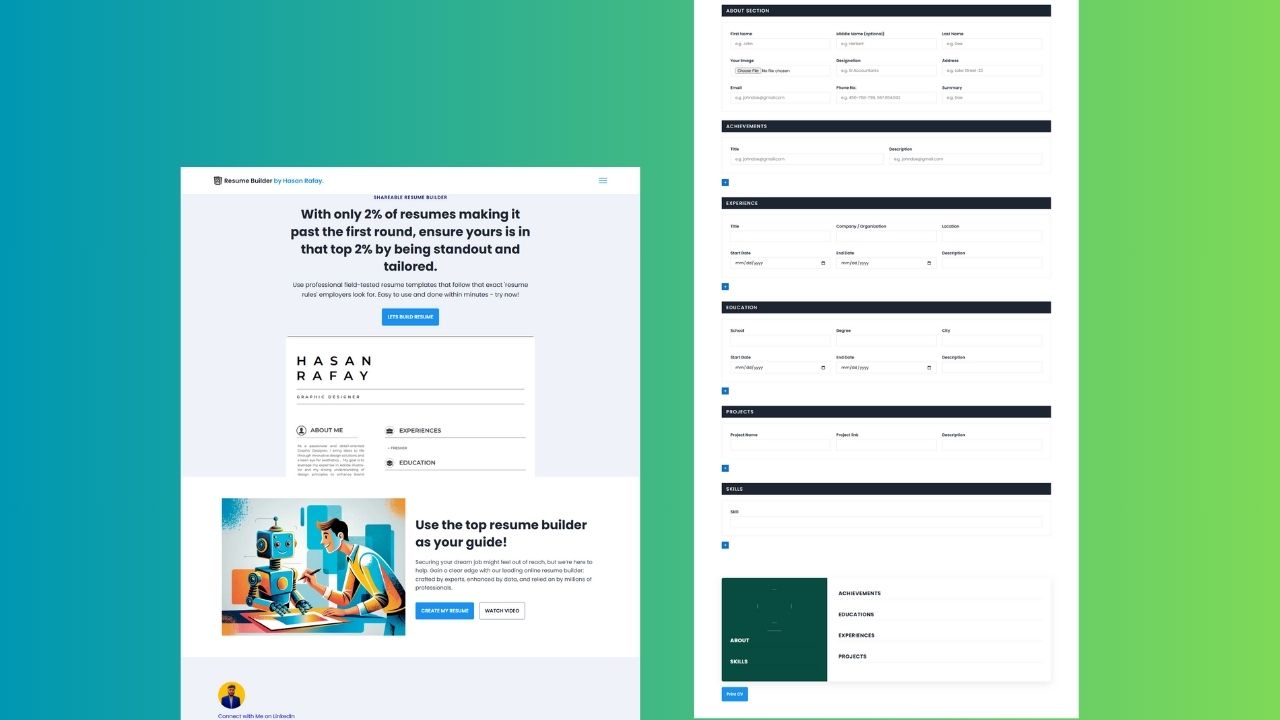 Resume Builder by Hasan Rafay.
SHAREABLE RESUME BUILDER
With only 2% of resumes making it
past the first round, ensure yours is in
that top 2% by being standout and
tailored.
Use professional field-tested resume templates that follow that exact 'resume
rules' employers look for. Easy to use and done within minutes - try now!
LETS BUILD RESUME
HASAN
RAFAY
GRAPHIC DESIGNER
ABOUT ME
As a passionate and detail-oriented
Graphic Designer, I bring ideas to life
through innovative design solutions and
a keen eye for aesthetics. My goal is to
and my strong understanding of
design principles to enhance brand
EXPERIENCES
• FRESHER
EDUCATION
Use the top resume builder
as your guide!
Securing your dream job might feel out of reach, but we're here to
help. Gain a clear edge with our leading online resume builder:
crafted by experts, enhanced by data, and relied on by millions of
professionals.
CREATE MY RESUME WATCH VIDEO
Connect with Me on LinkedIn
ABOUT SECTION
First Name Middle Name (optional) Last Name
e.g. John e.g. Herbert e.g. Doe
Your Image Designation Address
Choose File No file chosen e.g. Sr.Accountants e.g. Lake Street-23
Email Phone No: Summary
e.g. johndoe@gmail.com e.g. 456-768-798, 567.654.002 e.g. Doe
ACHIEVEMENTS
Title Description
e.g. johndoe@gmail.com e.g. johndoe@gmail.com
+
EXPERIENCE
Title Company / Organization Location
Start Date End Date Description
mm/dd/yyyy mm/dd/yyyy
+
EDUCATION
School Degree City
Start Date End Date Description
mm/dd/yyyy mm/dd/yyyy
+
PROJECTS
Project Name Project link Description
+
SKILLS
Skill
+
ABOUT
SKILLS
ACHIEVEMENTS
EDUCATIONS
EXPERIENCES
PROJECTS
Print CV